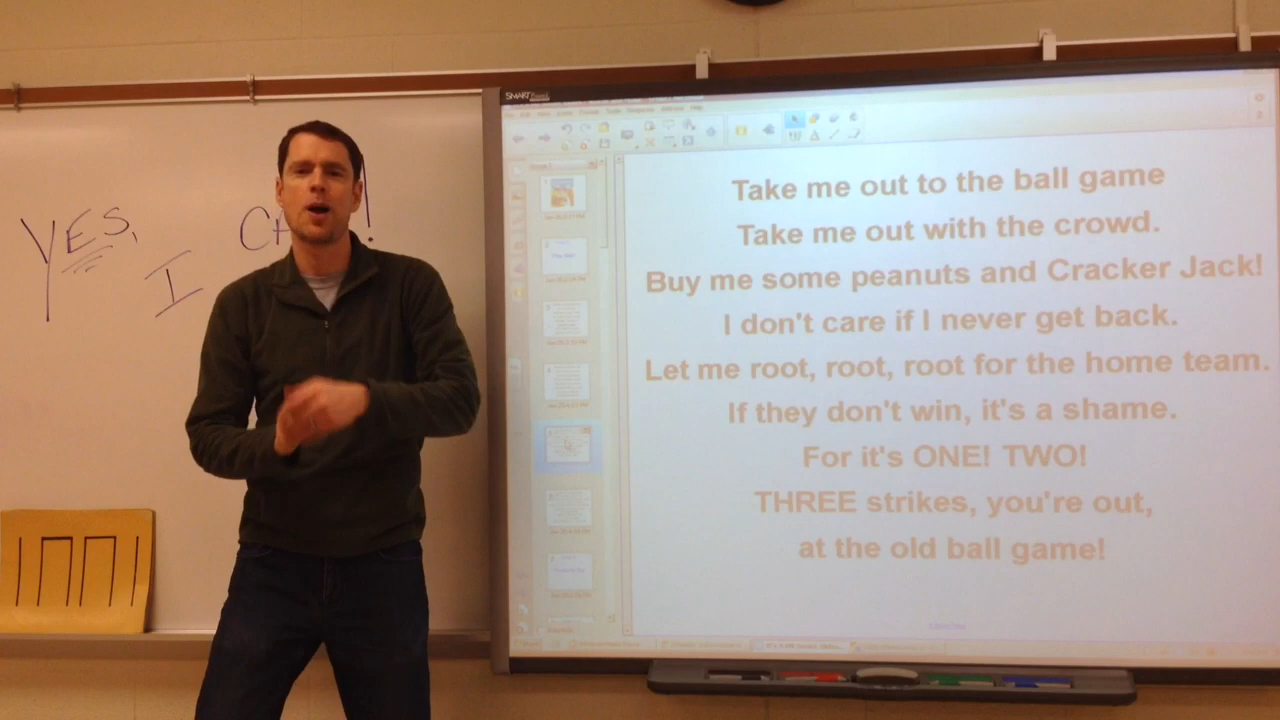 YES,
I
SMART Board
Take me out to the ball game
Take me out with the crowd.
Buy me some peanuts and Cracker Jack!
I don't care if I never get back.
Let me root, root, root for the home team.
If they don't win, it's a shame.
For it's ONE! TWO!
THREE strikes, you're out,
at the old ball game!